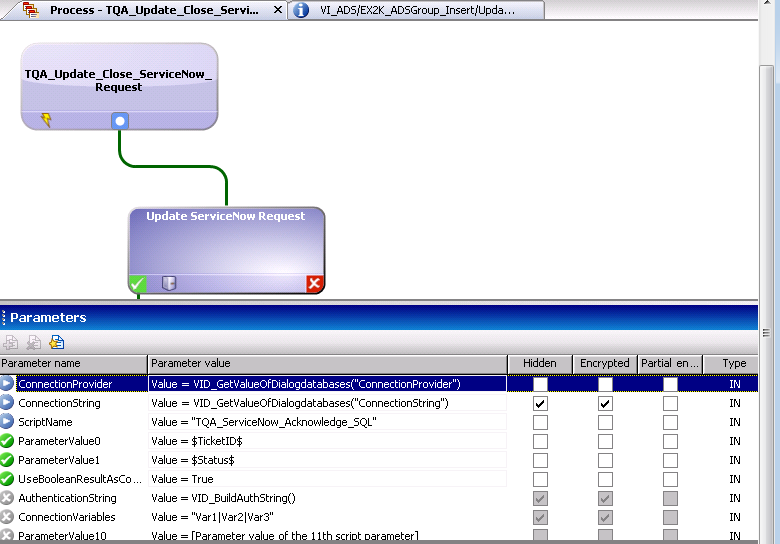 Process - TQA_Update_Close_Servi... VI_ADS/EX2K_ADSGroup_Insert/Upda...
TQA_Update_Close_ServiceNow_
Request
Update ServiceNow Request
Parameters
Parameter name Parameter value Hidden Encrypted Partial en... Type
ConnectionProvider Value = VID_GetValueOfDialogdatabases("ConnectionProvider") IN
ConnectionString Value = VID_GetValueOfDialogdatabases("ConnectionString") IN
ScriptName Value = "TQA_ServiceNow_Acknowledge_SQL" IN
ParameterValue0 Value = $TicketID$ IN
ParameterValue1 Value = $Status$ IN
UseBooleanResultAsCo... Value = True IN
AuthenticationString Value = VID_BuildAuthString() IN
ConnectionVariables Value = "Var1|Var2|Var3" IN
ParameterValue10 Value = [Parameter value of the 11th script parameter] IN